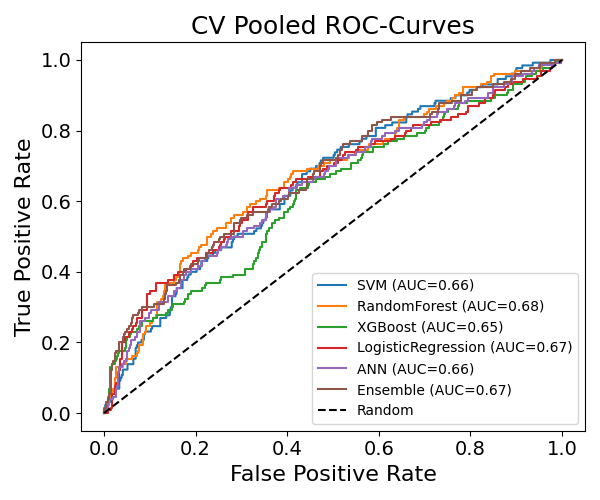 CV Pooled ROC-Curves
True Positive Rate
1.0
0.8
0.6
0.4
0.2
0.0
SVM (AUC=0.66)
RandomForest (AUC=0.68)
XGBoost (AUC=0.65)
LogisticRegression (AUC=0.67)
ANN (AUC=0.66)
Ensemble (AUC=0.67)
Random
0.0 0.2 0.4 0.6 0.8 1.0
False Positive Rate